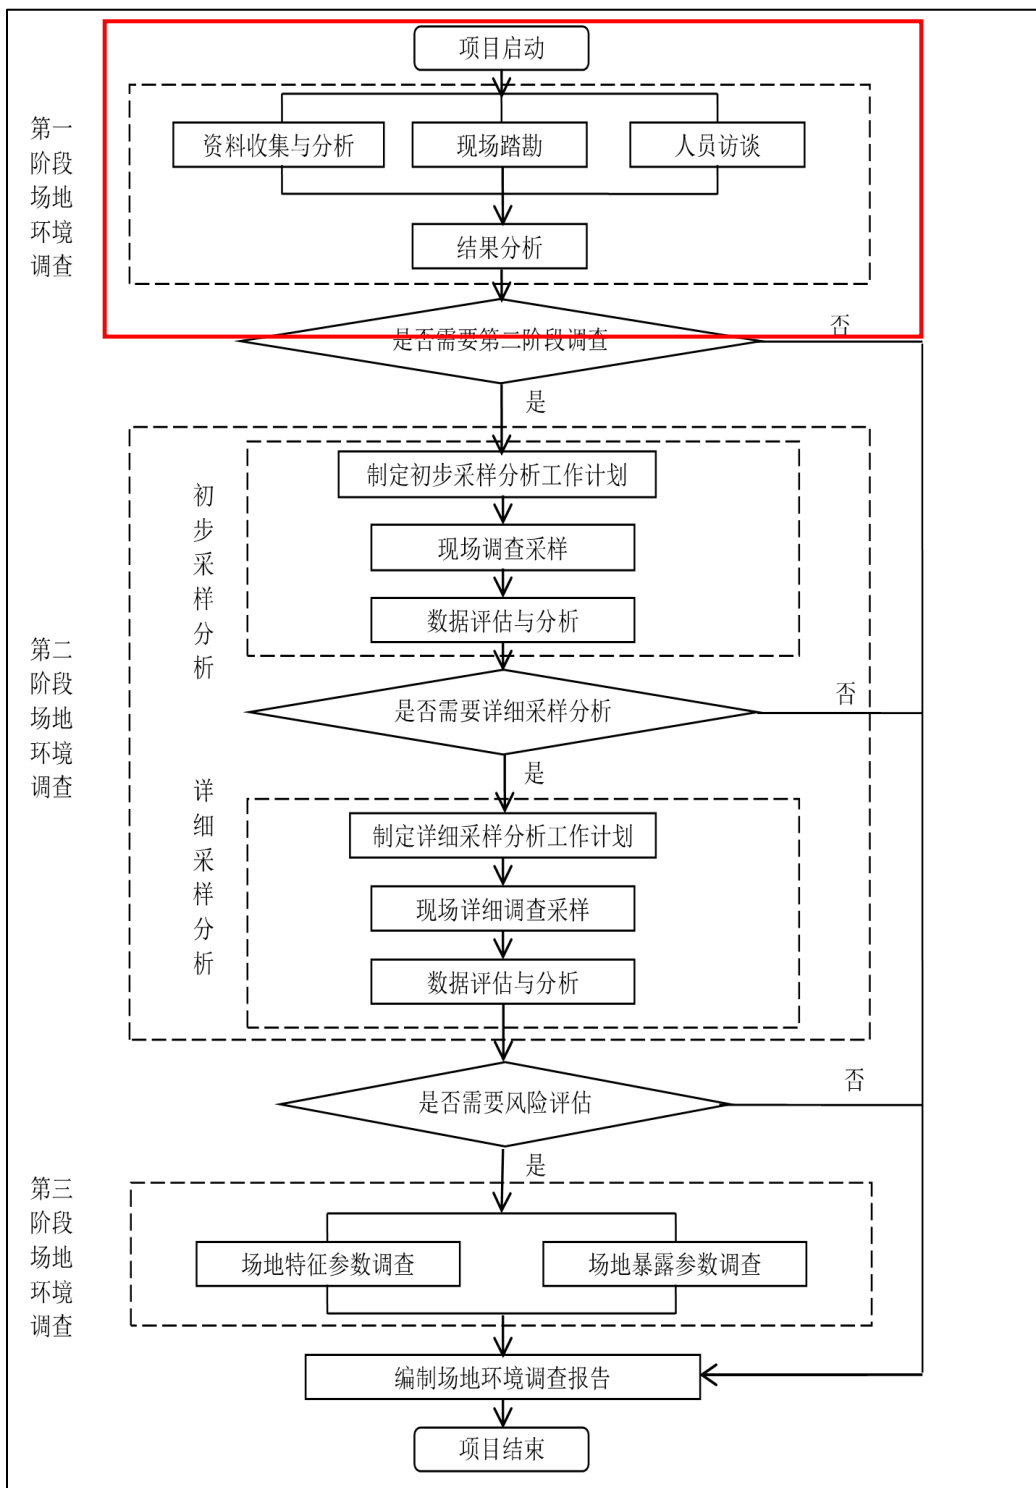 项目启动
第一
阶段
场地
环境
调查
资料收集与分析
现场踏勘
人员访谈
结果分析
是否需要第二阶段调查
否
是
第二
阶段
场地
环境
调查
初
步
采
样
分
析
制定初步采样分析工作计划
现场调查采样
数据评估与分析
是否需要详细采样分析
否
是
详
细
采
样
分
析
制定详细采样分析工作计划
现场详细调查采样
数据评估与分析
是否需要风险评估
否
是
第三
阶段
场地
环境
调查
场地特征参数调查
场地暴露参数调查
编制场地环境调查报告
项目结束